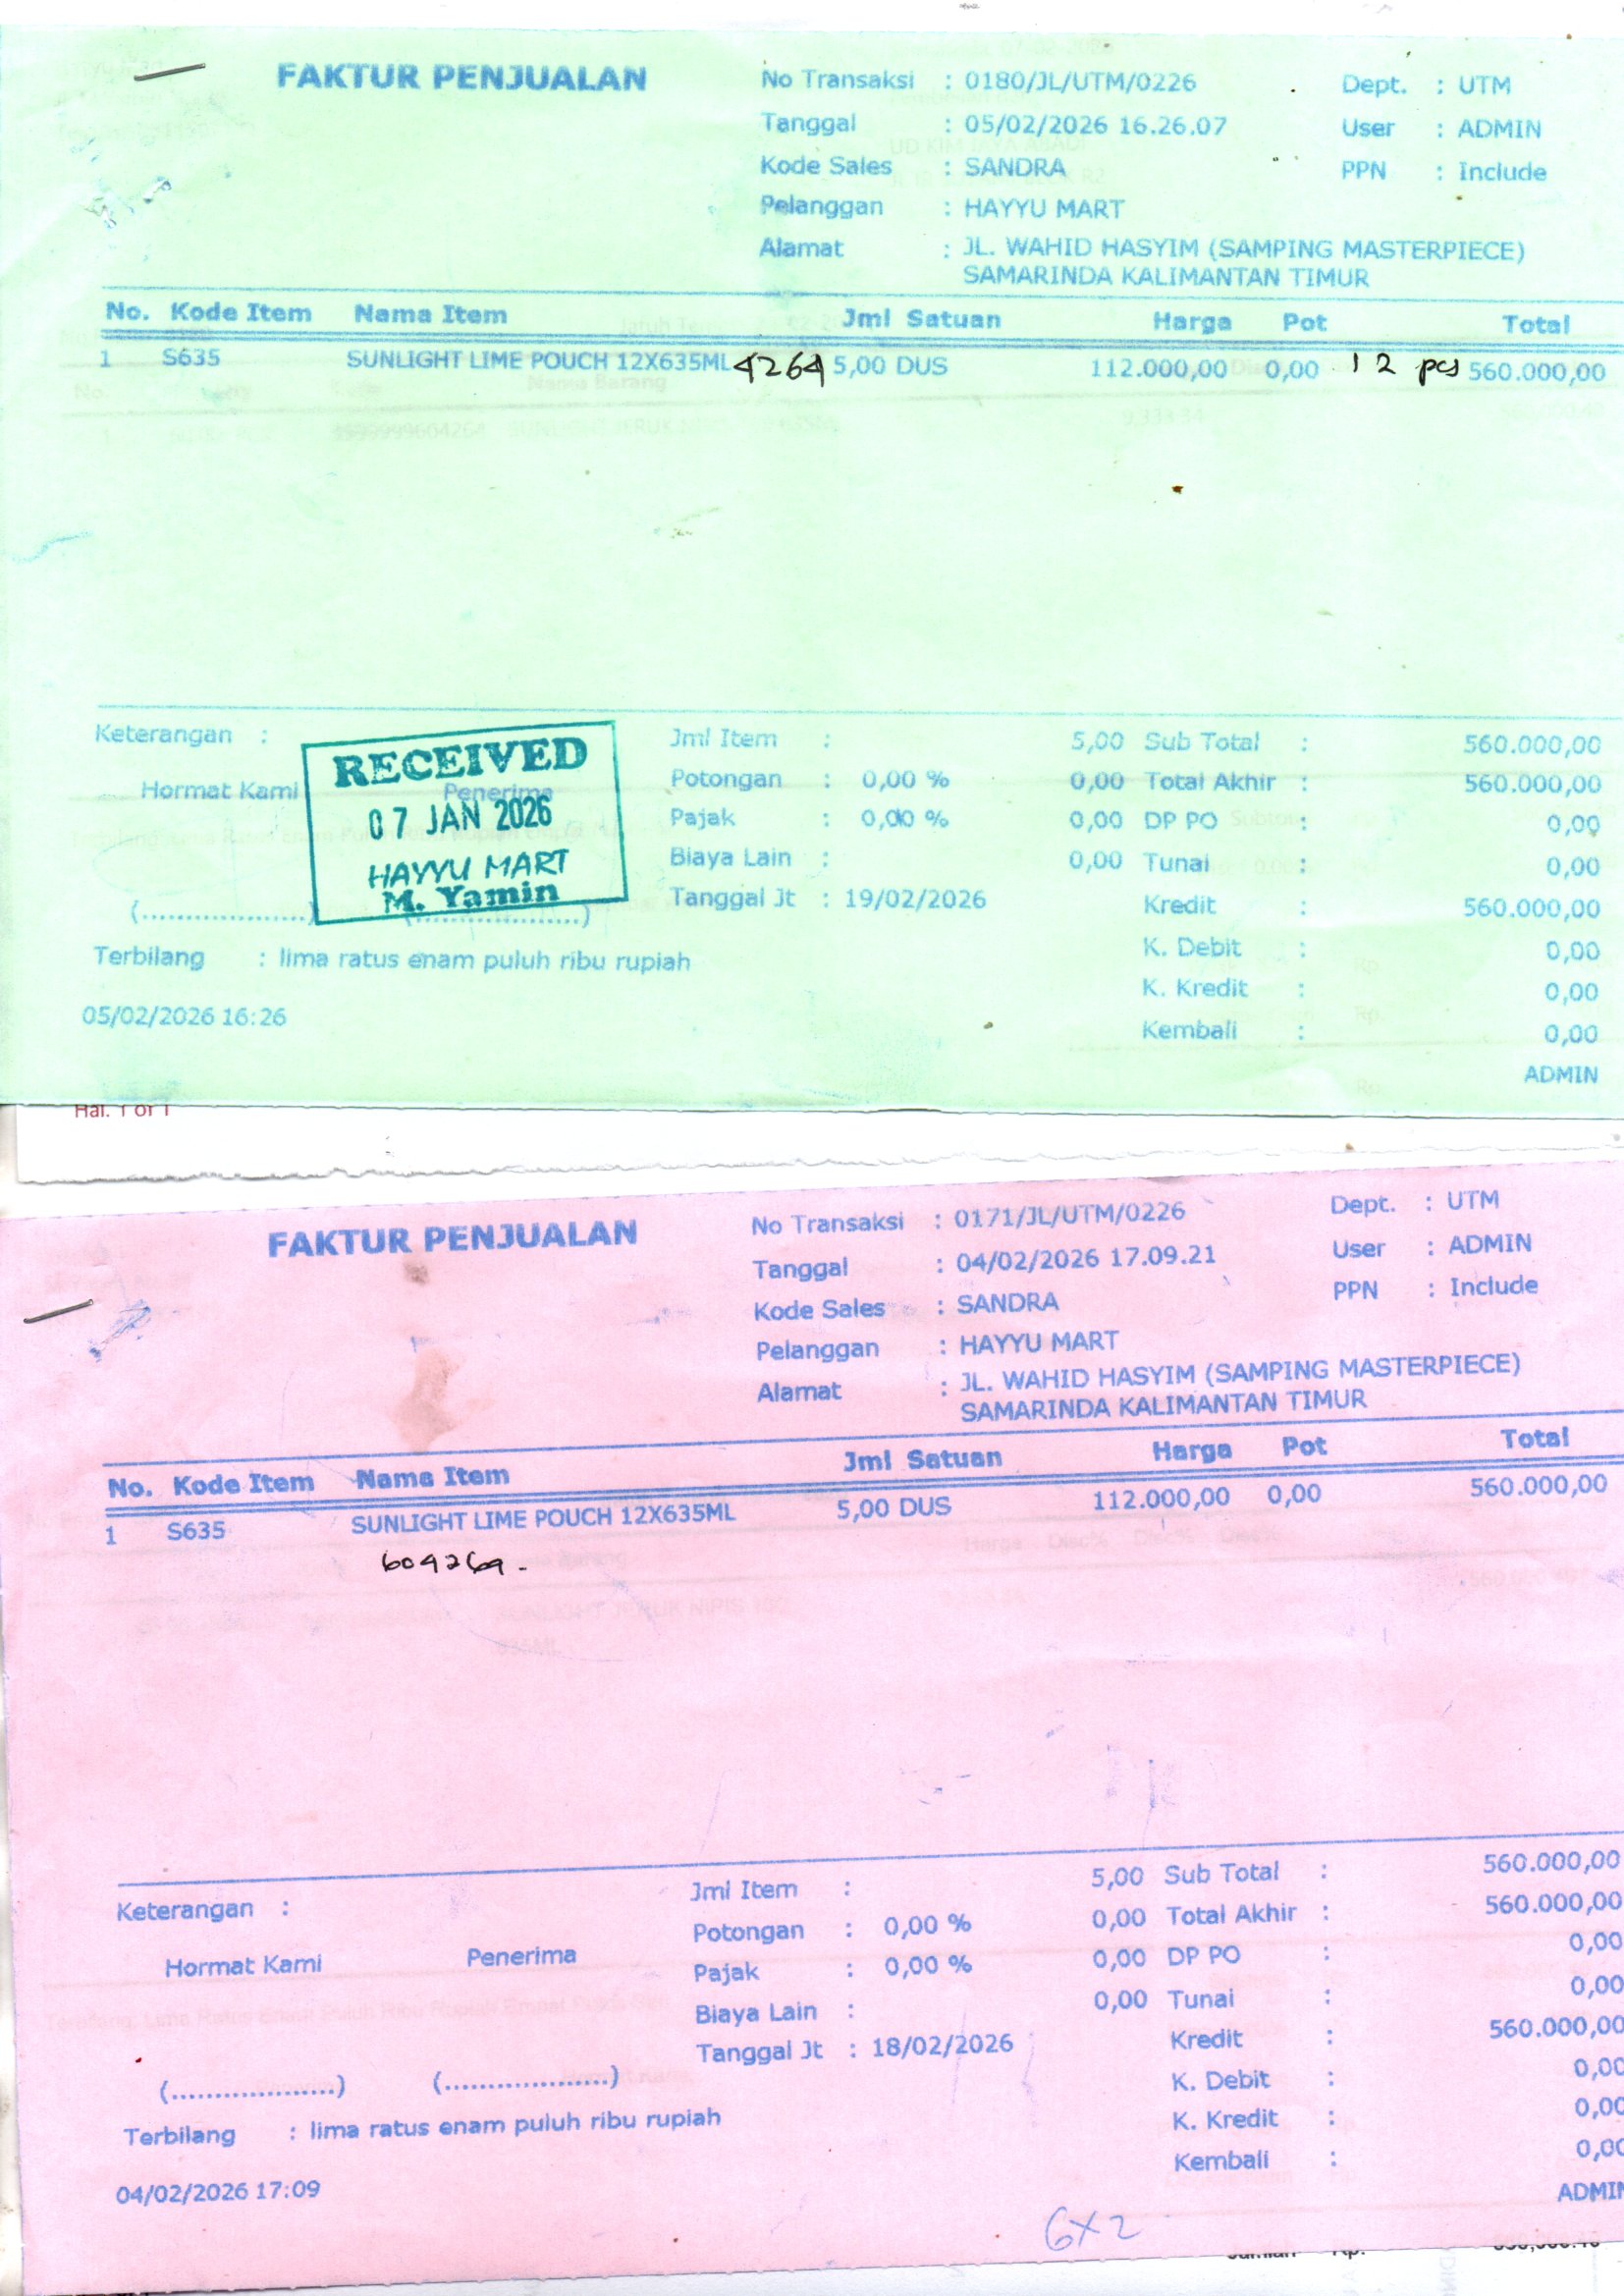 FAKTUR PENJUALAN
No Transaksi : 0180/JL/UTM/0226 Dept. : UTM
Tanggal : 05/02/2026 16.26.07 User : ADMIN
Kode Sales : SANDRA PPN : Include
Pelanggan : HAYYU MART
Alamat : JL. WAHID HASYIM (SAMPING MASTERPIECE)
SAMARINDA KALIMANTAN TIMUR
No. Kode Item Nama Item Jml Satuan Harga Pot Total
1 S635 SUNLIGHT LIME POUCH 12X635ML 4264 5,00 DUS 112.000,00 0,00 12 pcs 560.000,00
Keterangan : Jml Item : 5,00 Sub Total : 560.000,00
Hormat Kami Penerima Potongan : 0,00 % 0,00 Total Akhir : 560.000,00
RECEIVED
07 JAN 2026
HAYYU MART
M. Yamin
Pajak : 0,00 % 0,00 DP PO : 0,00
Biaya Lain : 0,00 Tunai : 0,00
(....................) (....................) Tanggal Jt : 19/02/2026 Kredit : 560.000,00
Terbilang : lima ratus enam puluh ribu rupiah K. Debit : 0,00
K. Kredit : 0,00
05/02/2026 16:26 Kembali : 0,00
ADMIN
Hal. 1 of 1
FAKTUR PENJUALAN
No Transaksi : 0171/JL/UTM/0226 Dept. : UTM
Tanggal : 04/02/2026 17.09.21 User : ADMIN
Kode Sales : SANDRA PPN : Include
Pelanggan : HAYYU MART
Alamat : JL. WAHID HASYIM (SAMPING MASTERPIECE)
SAMARINDA KALIMANTAN TIMUR
No. Kode Item Nama Item Jml Satuan Harga Pot Total
1 S635 SUNLIGHT LIME POUCH 12X635ML 5,00 DUS 112.000,00 0,00 560.000,00
604264.
Keterangan : Jml Item : 5,00 Sub Total : 560.000,00
Hormat Kami Penerima Potongan : 0,00 % 0,00 Total Akhir : 560.000,00
Pajak : 0,00 % 0,00 DP PO : 0,00
Biaya Lain : 0,00 Tunai : 0,00
(....................) (....................) Tanggal Jt : 18/02/2026 Kredit : 560.000,00
Terbilang : lima ratus enam puluh ribu rupiah K. Debit : 0,00
K. Kredit : 0,00
04/02/2026 17:09 Kembali : 0,00
ADMIN
6x2